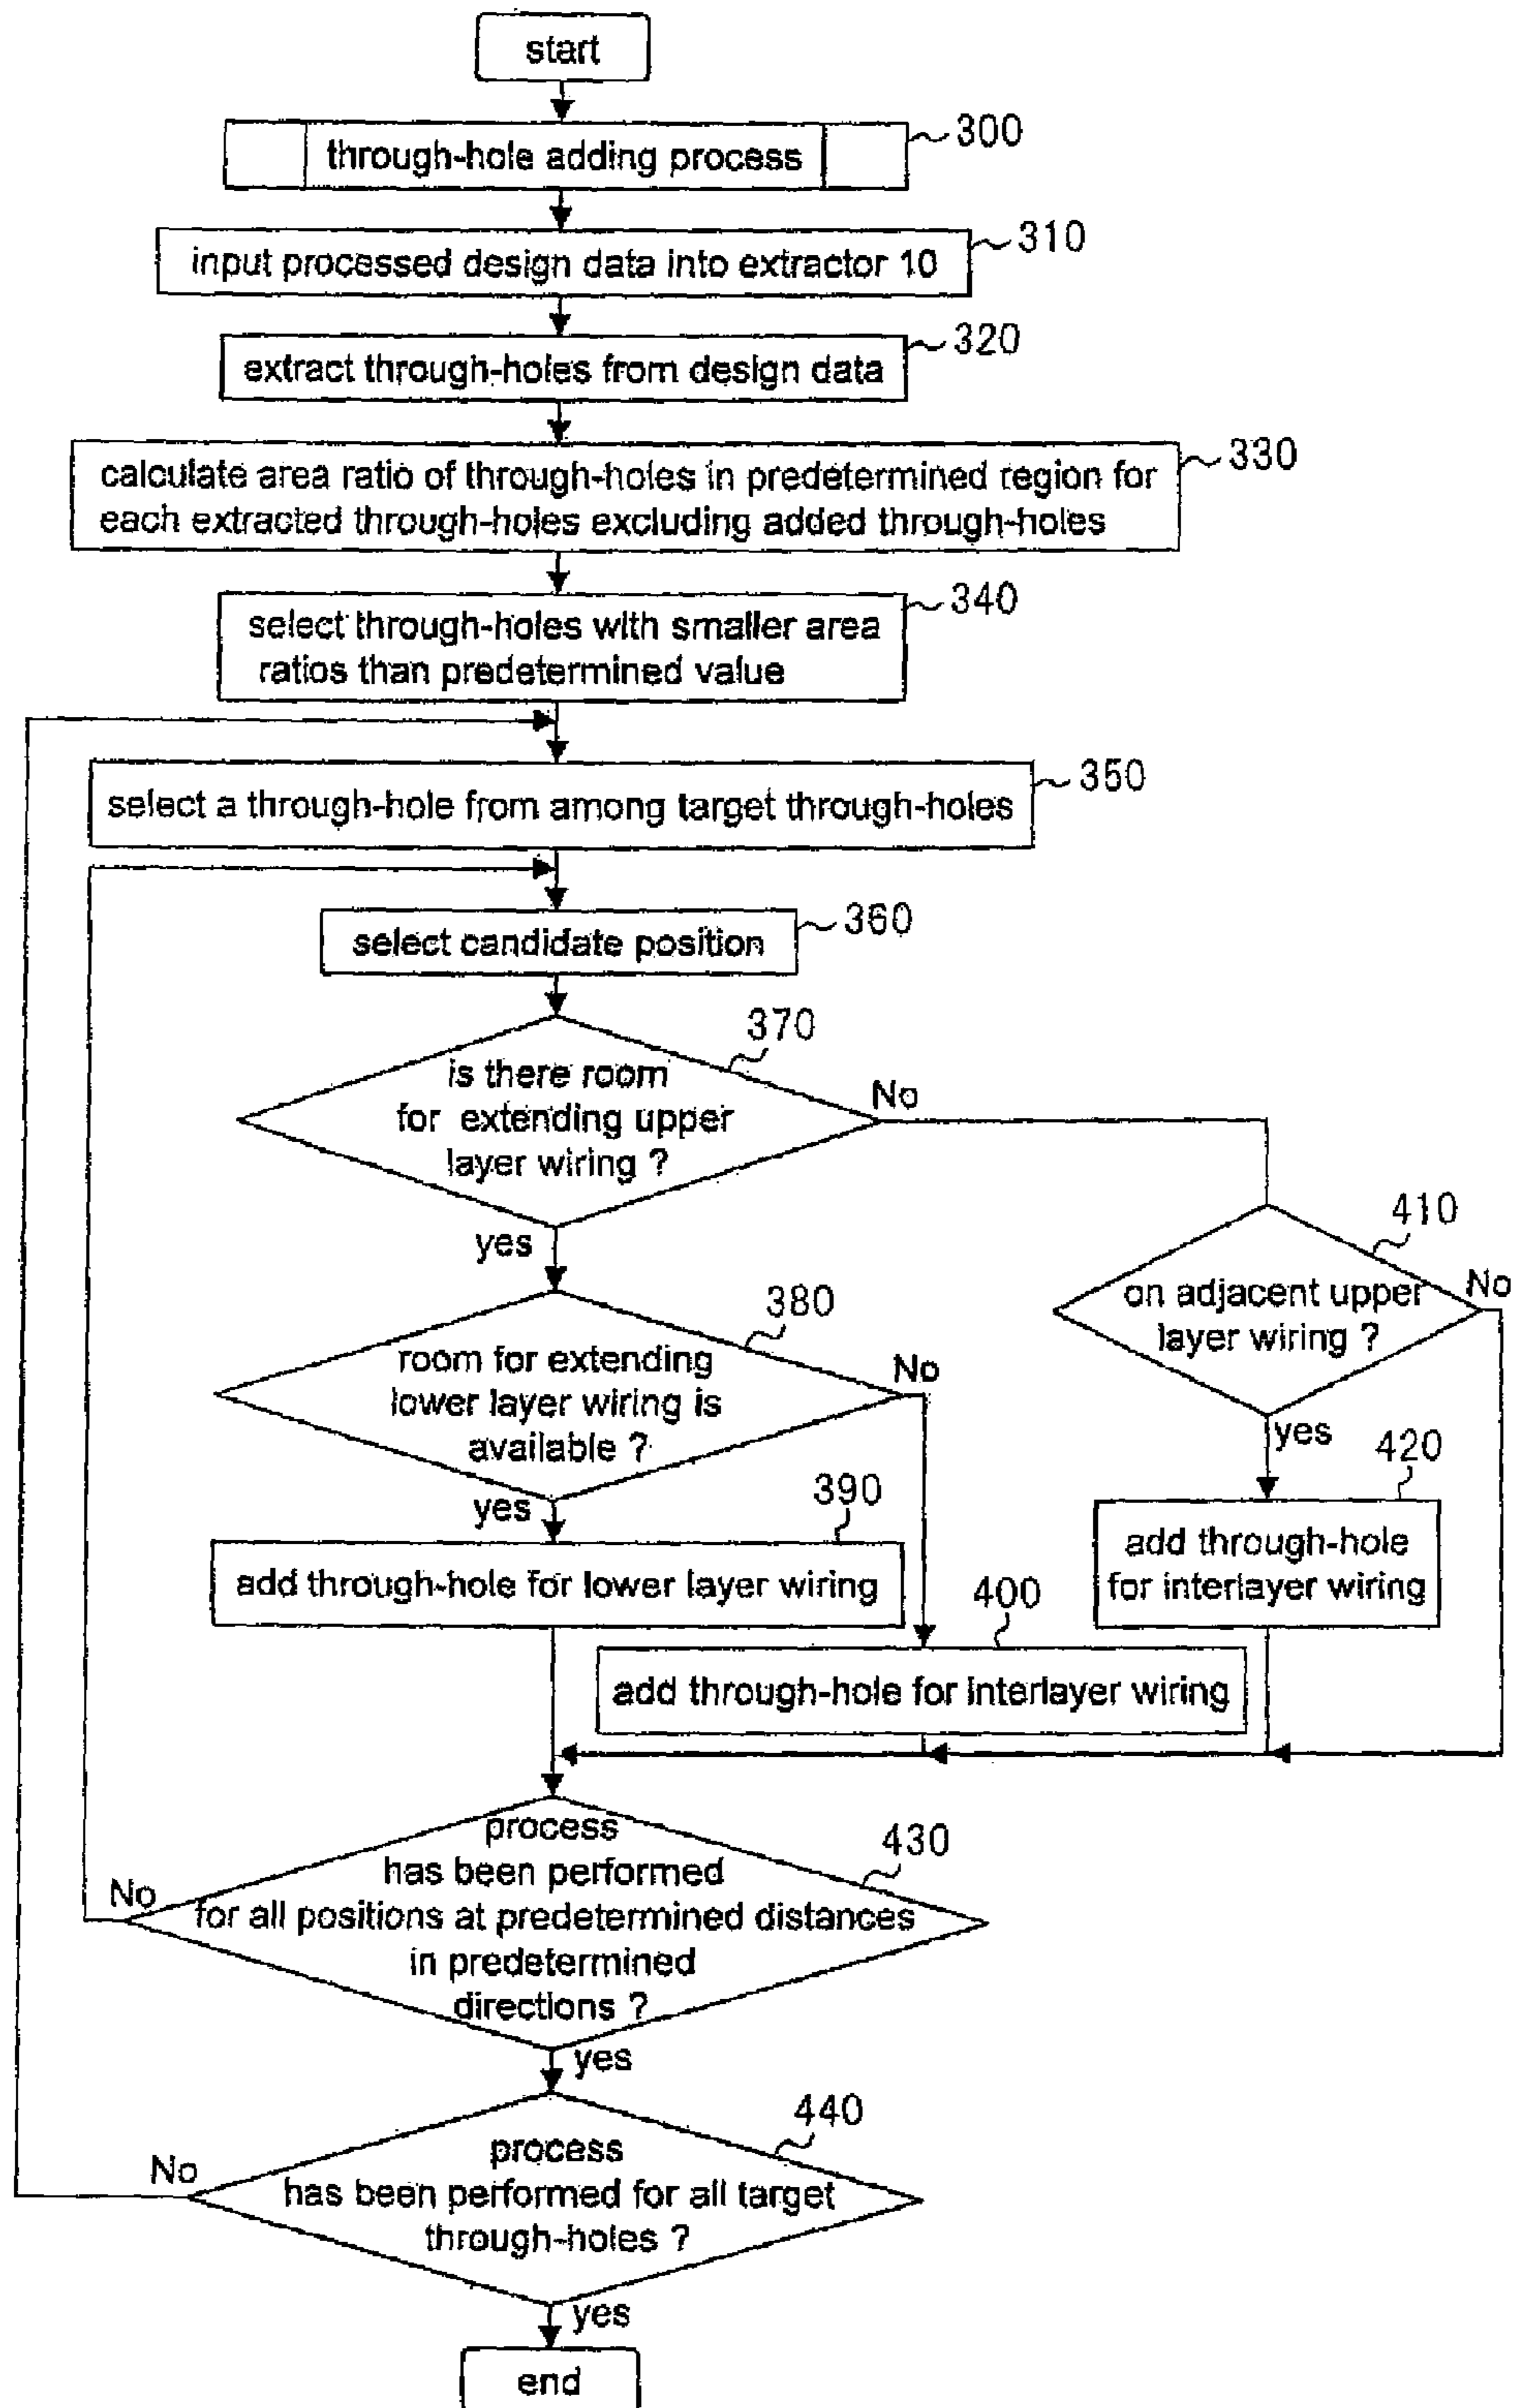 start
through-hole adding process
300
input processed design data into extractor 10
310
extract through-holes from design data
320
calculate area ratio of through-holes in predetermined region for
each extracted through-holes excluding added through-holes
330
select through-holes with smaller area
ratios than predetermined value
340
select a through-hole from among target through-holes
350
select candidate position
360
370
is there room
for extending upper
layer wiring ?
No
yes
410
on adjacent upper
layer wiring ?
No
yes
380
room for extending
lower layer wiring is
available ?
No
yes
390
add through-hole for lower layer wiring
420
add through-hole
for interlayer wiring
400
add through-hole for interlayer wiring
430
process
has been performed
for all positions at predetermined distances
in predetermined
directions ?
No
yes
440
process
has been performed for all target
through-holes ?
No
yes
end